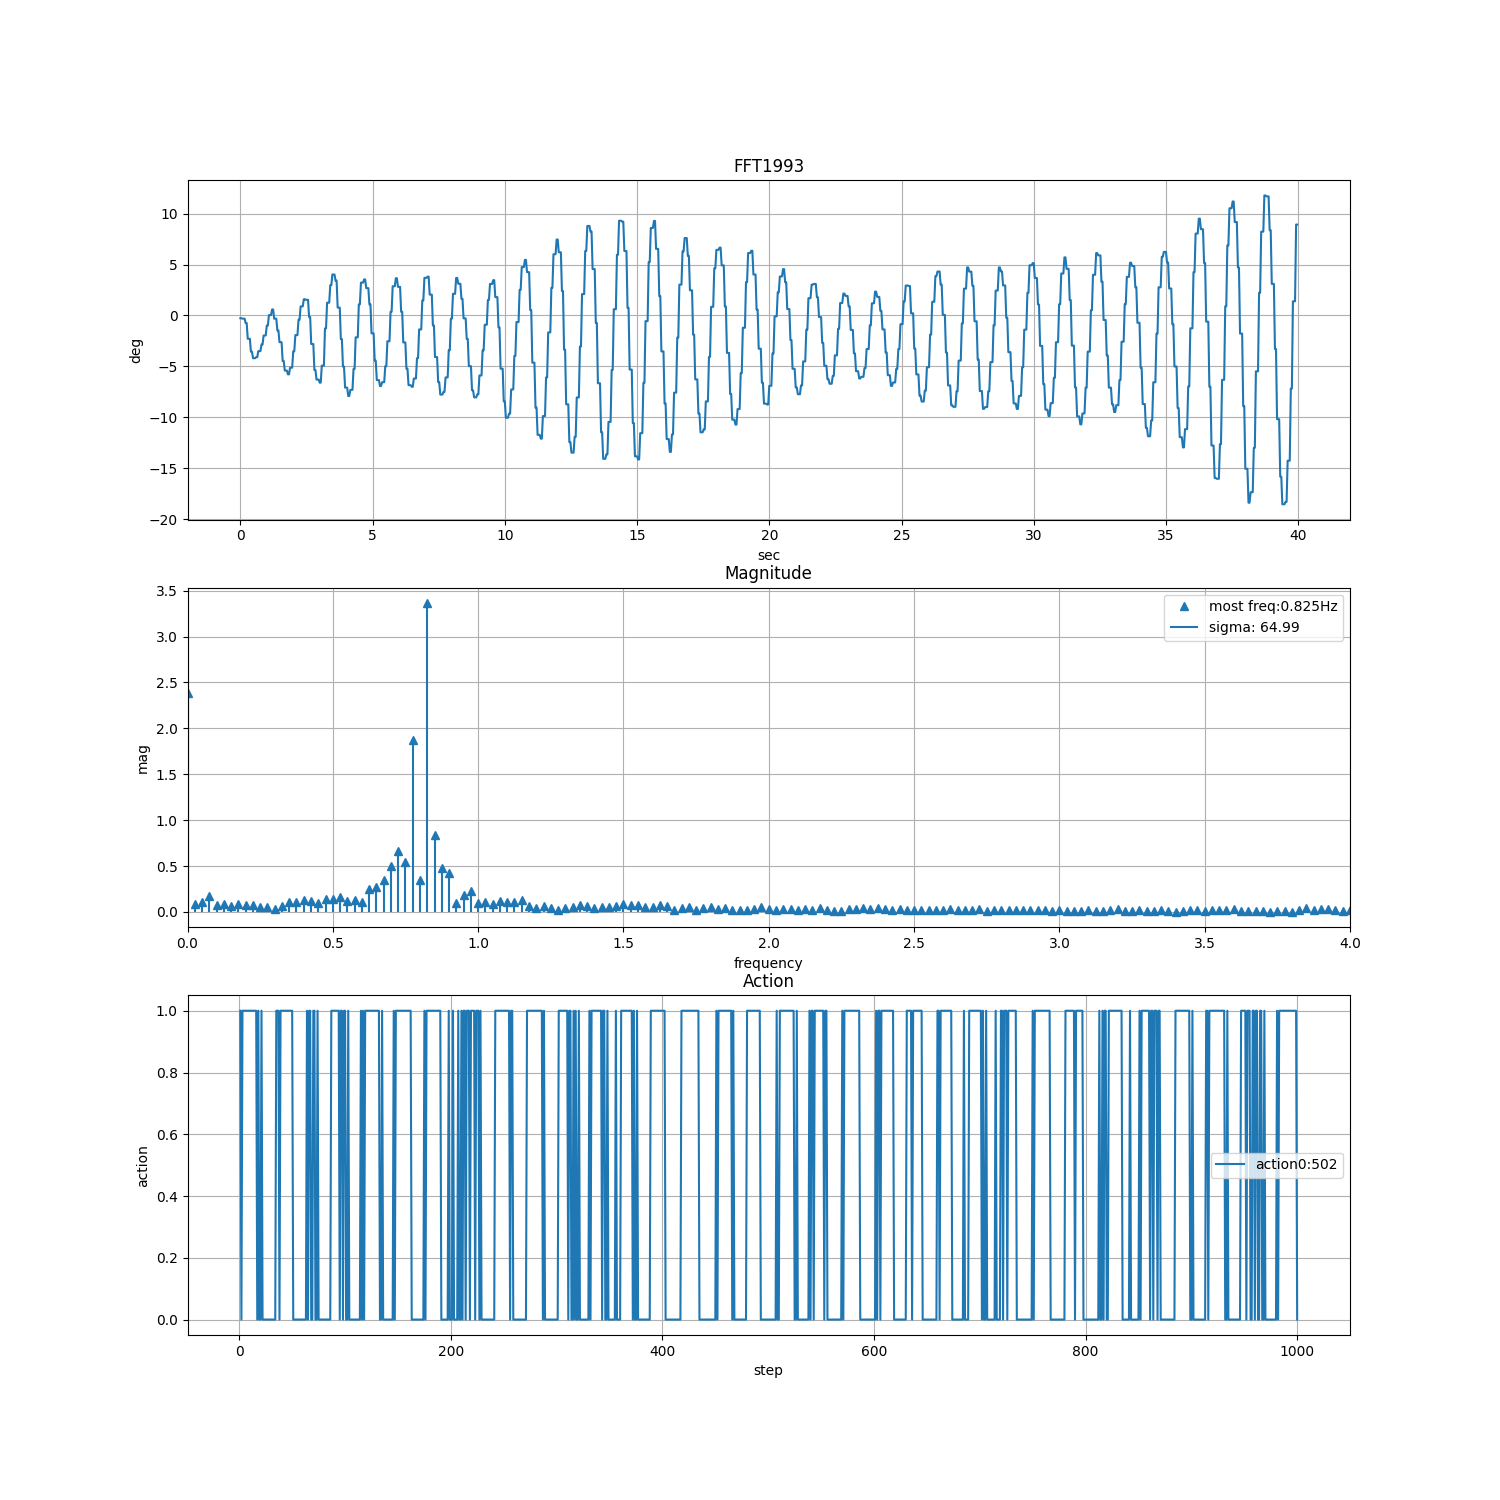 FFT1993
10
5
0
−5
−10
−15
−20
deg
0 5 10 15 20 25 30 35 40
sec
Magnitude
3.5
3.0
2.5
2.0
1.5
1.0
0.5
0.0
mag
most freq:0.825Hz
sigma: 64.99
0.0 0.5 1.0 1.5 2.0 2.5 3.0 3.5 4.0
frequency
Action
1.0
0.8
0.6
0.4
0.2
0.0
action
action0:502
0 200 400 600 800 1000
step